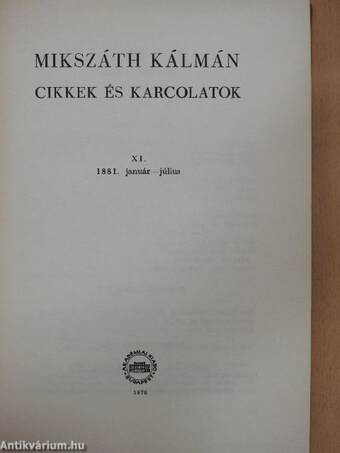 MIKSZÁTH KÁLMÁN
CIKKEK ÉS KARCOLATOK
XI.
1881. január—július
AKADÉMIAI KIADÓ
BUDAPEST
1970
Antikvárium.hu